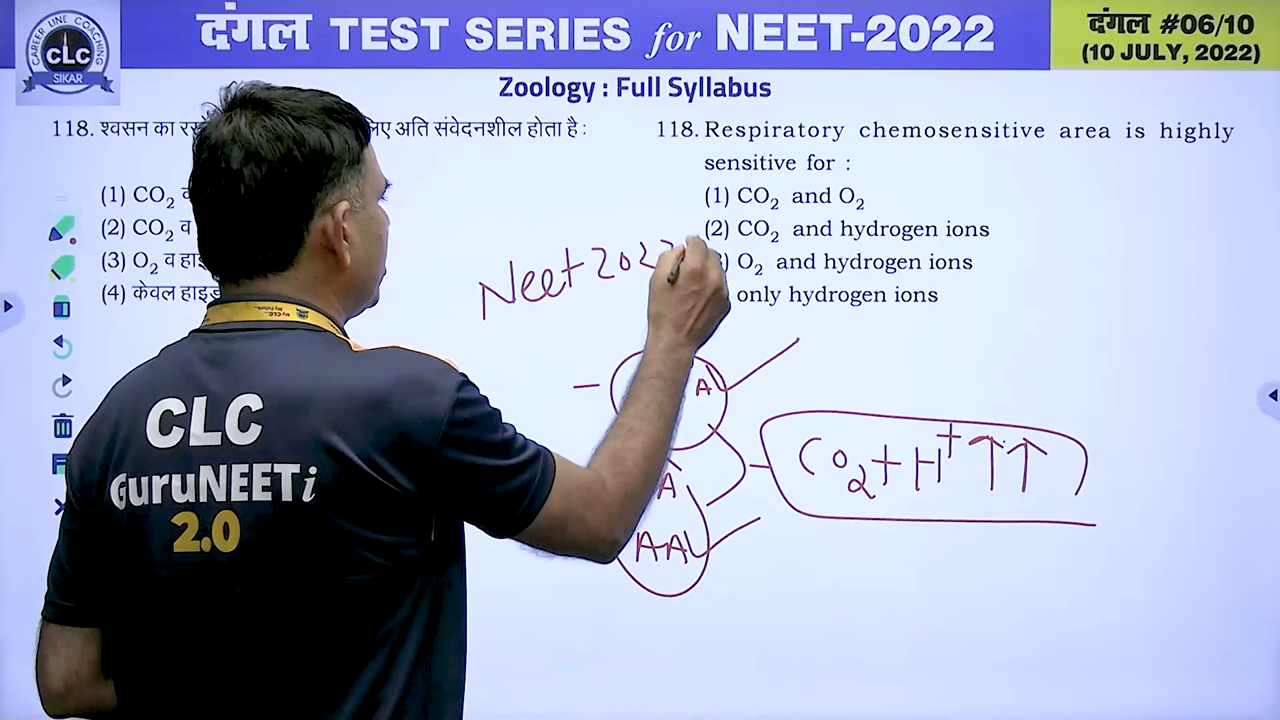 CAREER LINE COACHING
CLC
SIKAR
दंगल TEST SERIES for NEET-2022
दंगल #06/10
(10 JULY, 2022)
Zoology : Full Syllabus
118. श्वसन का अति संवेदनशील होता है :
(1) CO2
(2) CO2 व
(3) O2 व
(4) केवल
118. Respiratory chemosensitive area is highly
sensitive for :
(1) CO2 and O2
(2) CO2 and hydrogen ions
) O2 and hydrogen ions
only hydrogen ions
Neet 202
A
CO2 + H+ ↑↑
A
AA
CLC
GuruNEETi
2.0